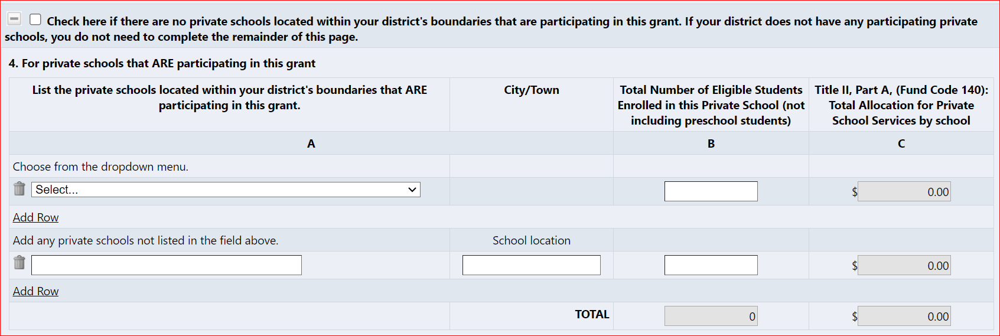 Check here if there are no private schools located within your district's boundaries that are participating in this grant. If your district does not have any participating private
schools, you do not need to complete the remainder of this page.
4. For private schools that ARE participating in this grant
List the private schools located within your district's boundaries that ARE
participating in this grant.
City/Town
Total Number of Eligible Students
Enrolled in this Private School (not
including preschool students)
Title II, Part A, (Fund Code 140):
Total Allocation for Private
School Services by school
A
B
C
Choose from the dropdown menu.
Select...
$ 0.00
Add Row
Add any private schools not listed in the field above.
School location
$ 0.00
Add Row
TOTAL
0
$ 0.00